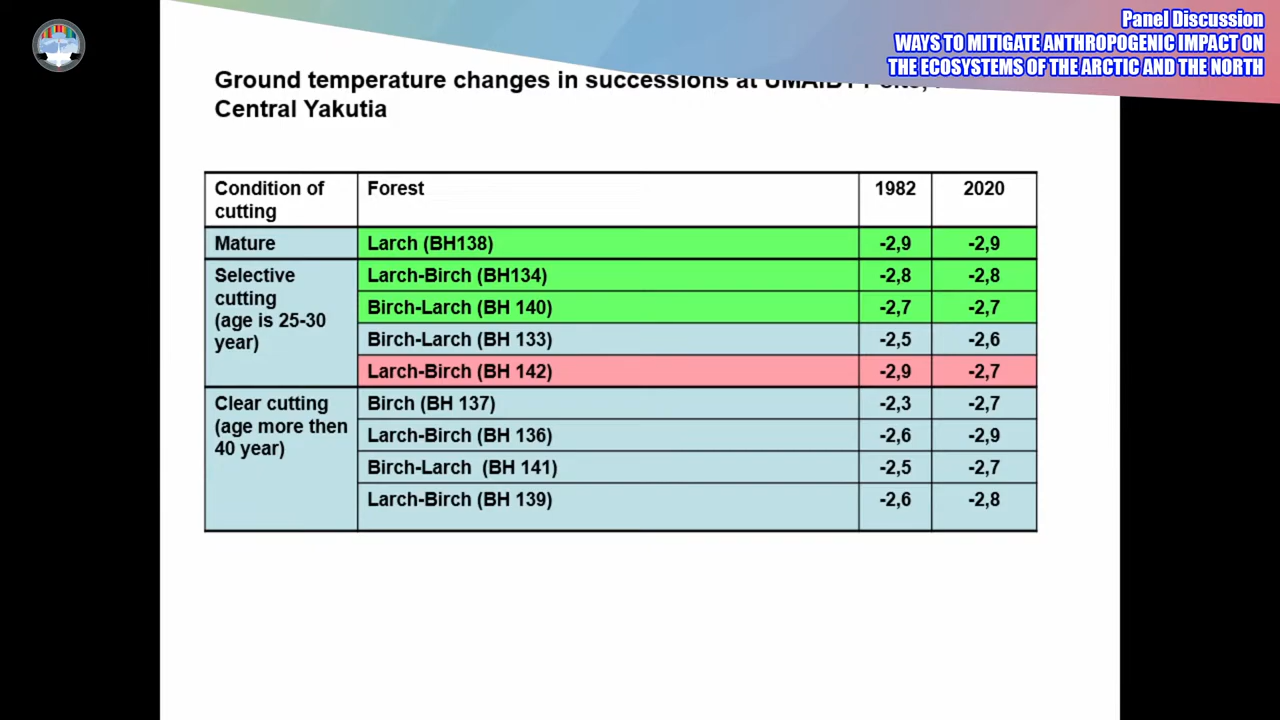 Panel Discussion
WAYS TO MITIGATE ANTHROPOGENIC IMPACT ON
THE ECOSYSTEMS OF THE ARCTIC AND THE NORTH
Ground temperature changes in successions at
Central Yakutia
Condition of cutting Forest 1982 2020
Mature Larch (BH138) -2,9 -2,9
Selective cutting (age is 25-30 year) Larch-Birch (BH134) -2,8 -2,8
Birch-Larch (BH 140) -2,7 -2,7
Birch-Larch (BH 133) -2,5 -2,6
Larch-Birch (BH 142) -2,9 -2,7
Clear cutting (age more then 40 year) Birch (BH 137) -2,3 -2,7
Larch-Birch (BH 136) -2,6 -2,9
Birch-Larch (BH 141) -2,5 -2,7
Larch-Birch (BH 139) -2,6 -2,8